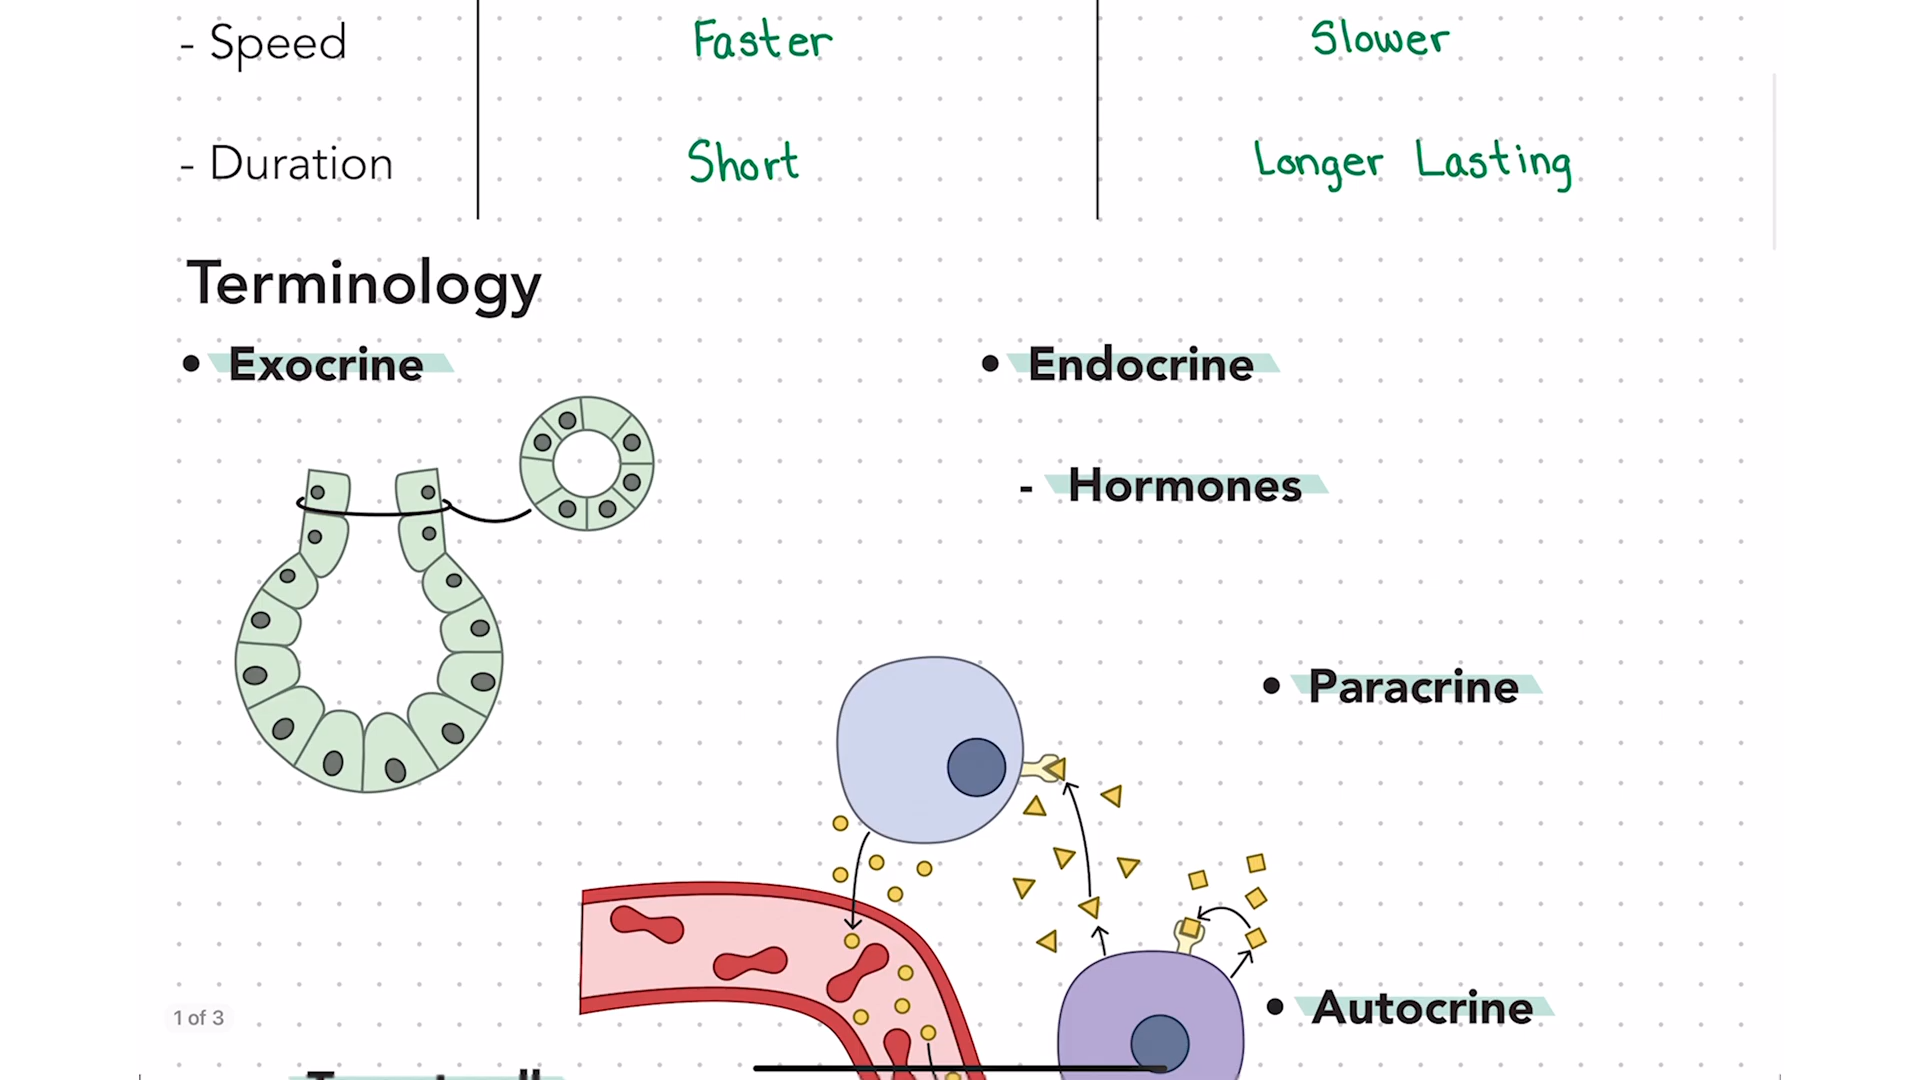 - Speed Faster Slower
- Duration Short Longer Lasting
Terminology
• Exocrine
• Endocrine
- Hormones
• Paracrine
• Autocrine
1 of 3